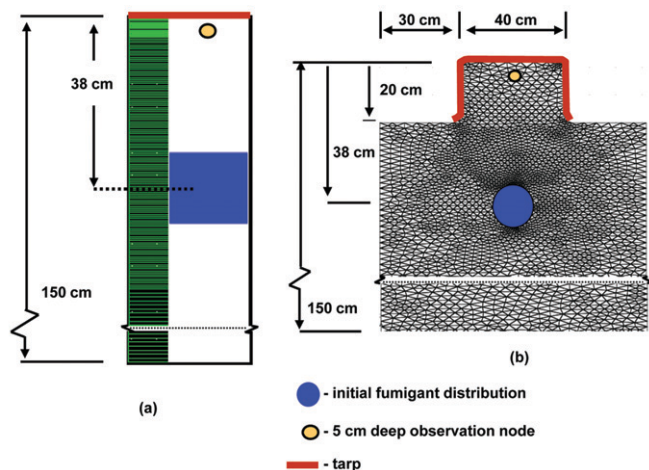 38 cm
150 cm
(a)
30 cm
40 cm
20 cm
38 cm
150 cm
(b)
- initial fumigant distribution
- 5 cm deep observation node
- tarp